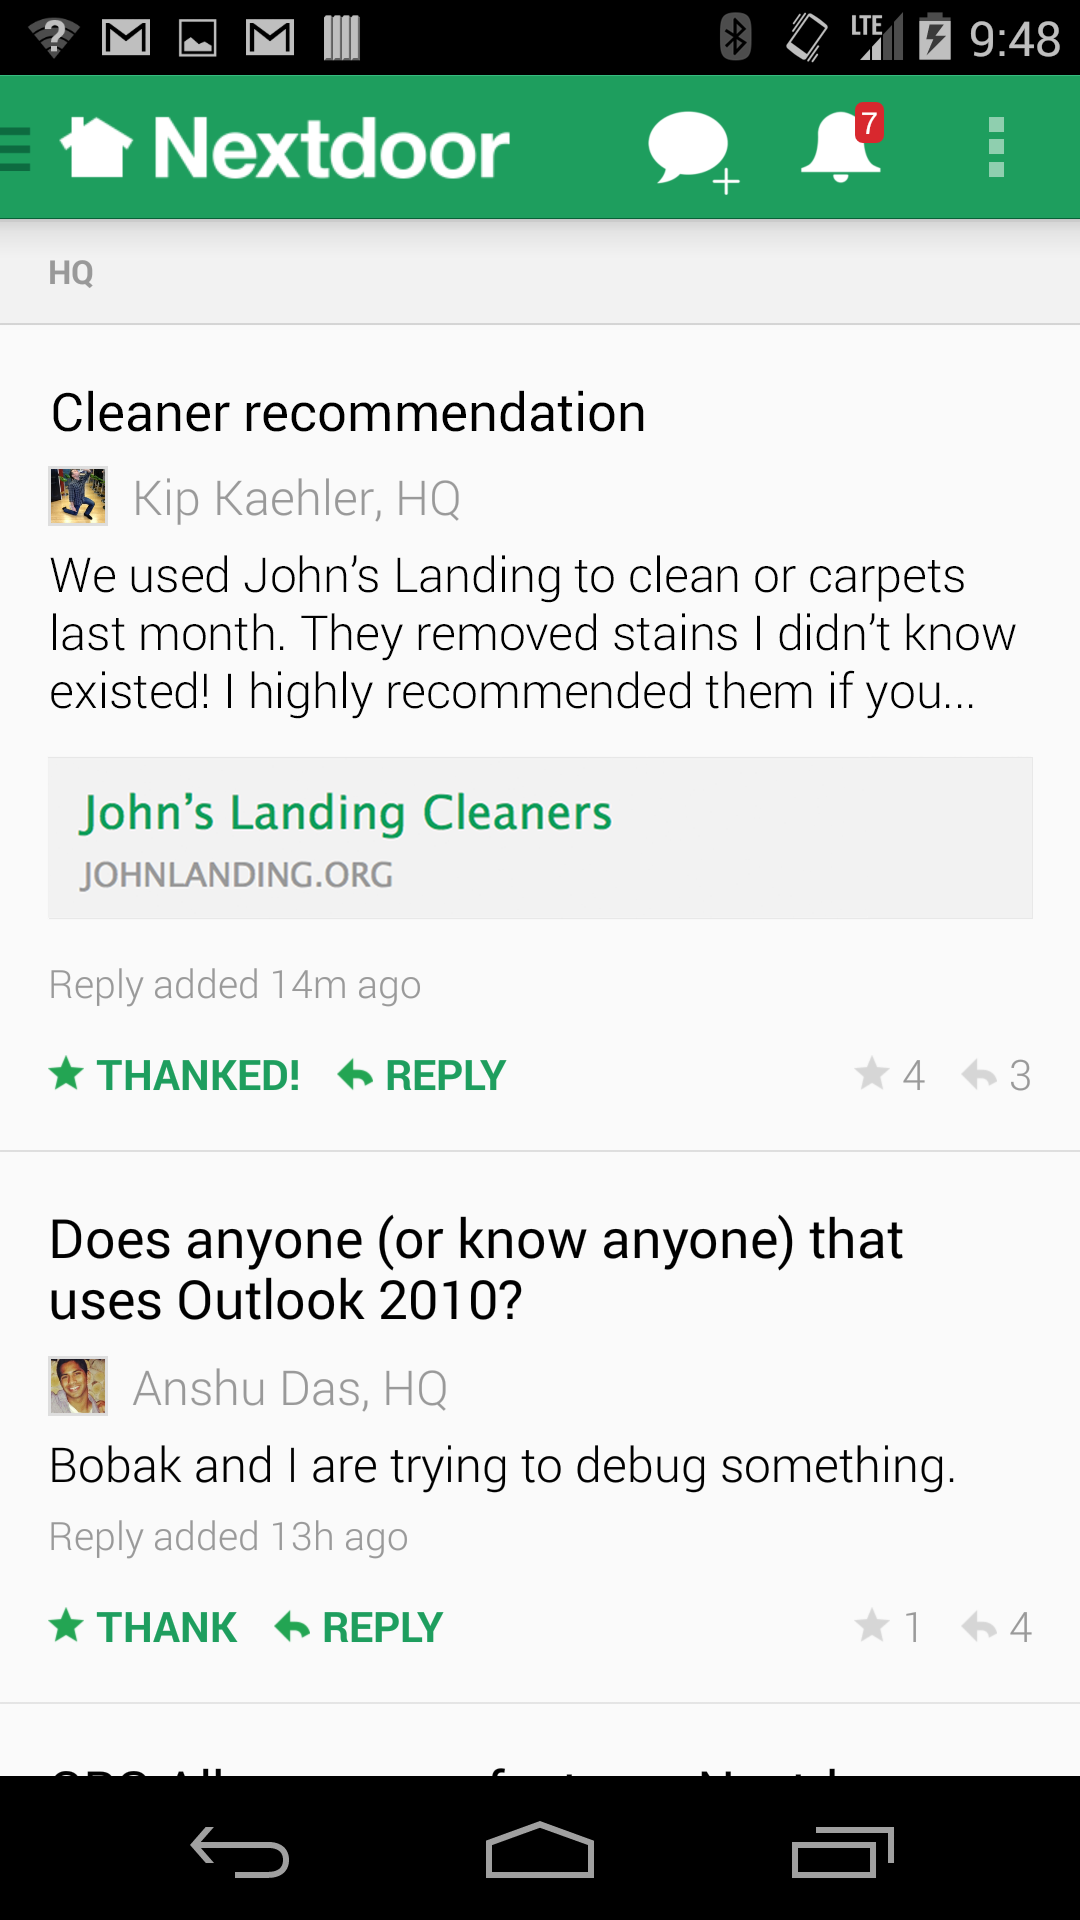 LTE 9:48
Nextdoor 7
HQ
Cleaner recommendation
Kip Kaehler, HQ
We used John’s Landing to clean or carpets
last month. They removed stains I didn’t know
existed! I highly recommended them if you...
John’s Landing Cleaners
JOHNLANDING.ORG
Reply added 14m ago
THANKED! REPLY 4 3
Does anyone (or know anyone) that
uses Outlook 2010?
Anshu Das, HQ
Bobak and I are trying to debug something.
Reply added 13h ago
THANK REPLY 1 4